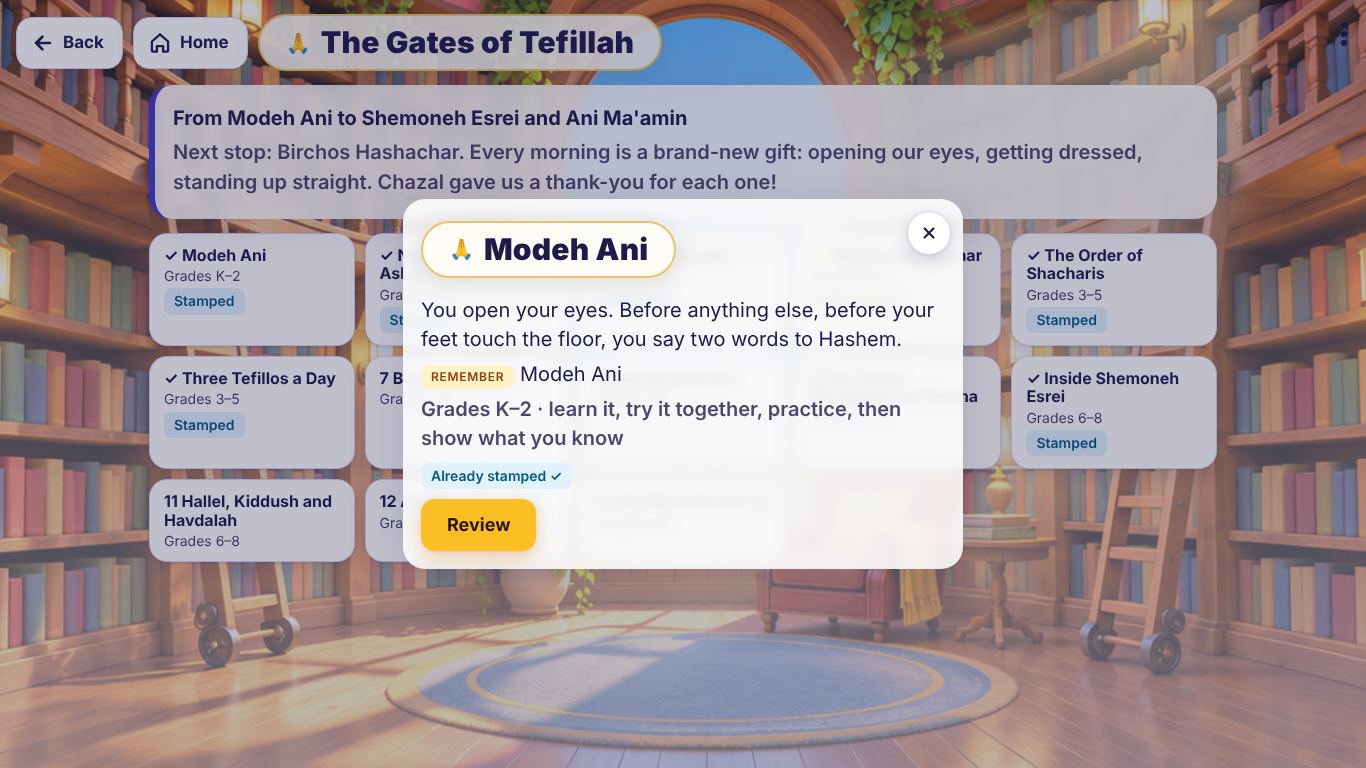 Back
Home
🙏 The Gates of Tefillah
From Modeh Ani to Shemoneh Esrei and Ani Ma'amin
Next stop: Birchos Hashachar. Every morning is a brand-new gift: opening our eyes, getting dressed,
standing up straight. Chazal gave us a thank-you for each one!
✓ Modeh Ani
Grades K–2
Stamped
✓ The Order of
Shacharis
Grades 3–5
Stamped
✓ Three Tefillos a Day
Grades 3–5
Stamped
✓ Inside Shemoneh
Esrei
Grades 6–8
Stamped
11 Hallel, Kiddush and
Havdalah
Grades 6–8
12
🙏 Modeh Ani
You open your eyes. Before anything else, before your
feet touch the floor, you say two words to Hashem.
REMEMBER Modeh Ani
Grades K–2 · learn it, try it together, practice, then
show what you know
Already stamped ✓
Review